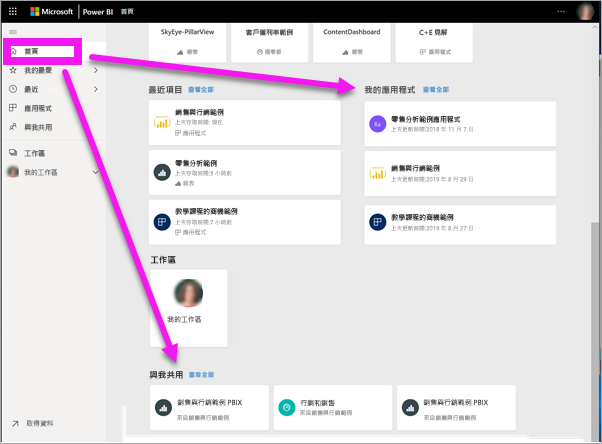 Microsoft Power BI 首頁
首頁
我的最愛
最近
應用程式
與我共用
工作區
我的工作區
取得資料
SkyEye-PillarView
報表
客戶獲利率範例
儀表板
ContentDashboard
報表
C+E 見解
應用程式
最近項目 查看全部
銷售與行銷範例
上次存取時間: 現在
應用程式
零售分析範例
上次存取時間:3 小時前
報表
教學課程的商機範例
上次存取時間:7 小時前
應用程式
我的應用程式 查看全部
Ra
零售分析範例應用程式
上次更新時間:2018 年 11 月 7 日
銷售與行銷範例
上次更新時間:2019 年 8 月 29 日
教學課程的商機範例
上次更新時間:2019 年 8 月 27 日
工作區
我的工作區
與我共用 查看全部
銷售與行銷範例 PBIX
來自銷售與行銷範例
行銷和銷售
來自銷售與行銷範例
銷售與行銷範例 PBIX
來自銷售與行銷範例